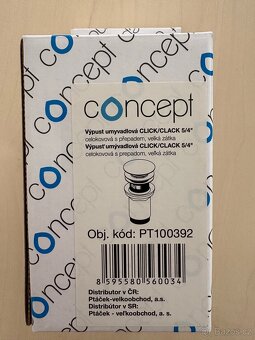 concept
Výpust umyvadlová CLICK/CLACK 5/4"
celokovová s přepadem, velká zátka
Výpusť umývadlová CLICK/CLACK 5/4"
celokovová s prepadom, veľká zátka
Obj. kód: PT100392
8 595580 560034
Distributor v ČR:
Ptáček-velkoobchod, a.s.
Distribútor v SR:
Ptáček - veľkoobchod, a.s.